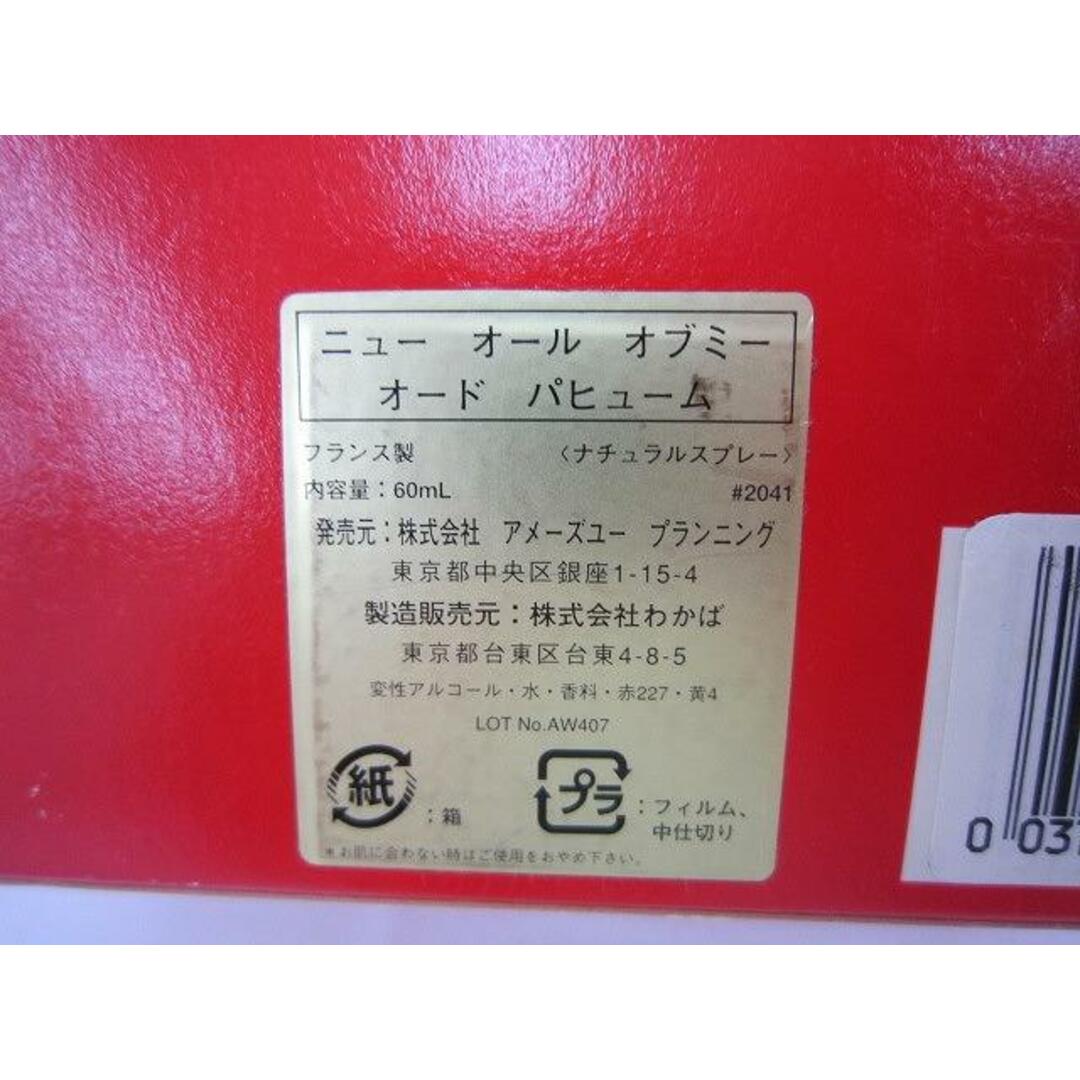 ニュー オール オブミー
オード パヒューム
フランス製 〈ナチュラルスプレー〉
内容量：60mL #2041
発売元：株式会社 アメーズユー プランニング
東京都中央区銀座1-15-4
製造販売元：株式会社わかば
東京都台東区台東4-8-5
変性アルコール・水・香料・赤227・黄4
LOT No.AW407
紙 ：箱
プラ ：フィルム、
中仕切り
*お肌に合わない時はご使用をおやめ下さい。
0 03